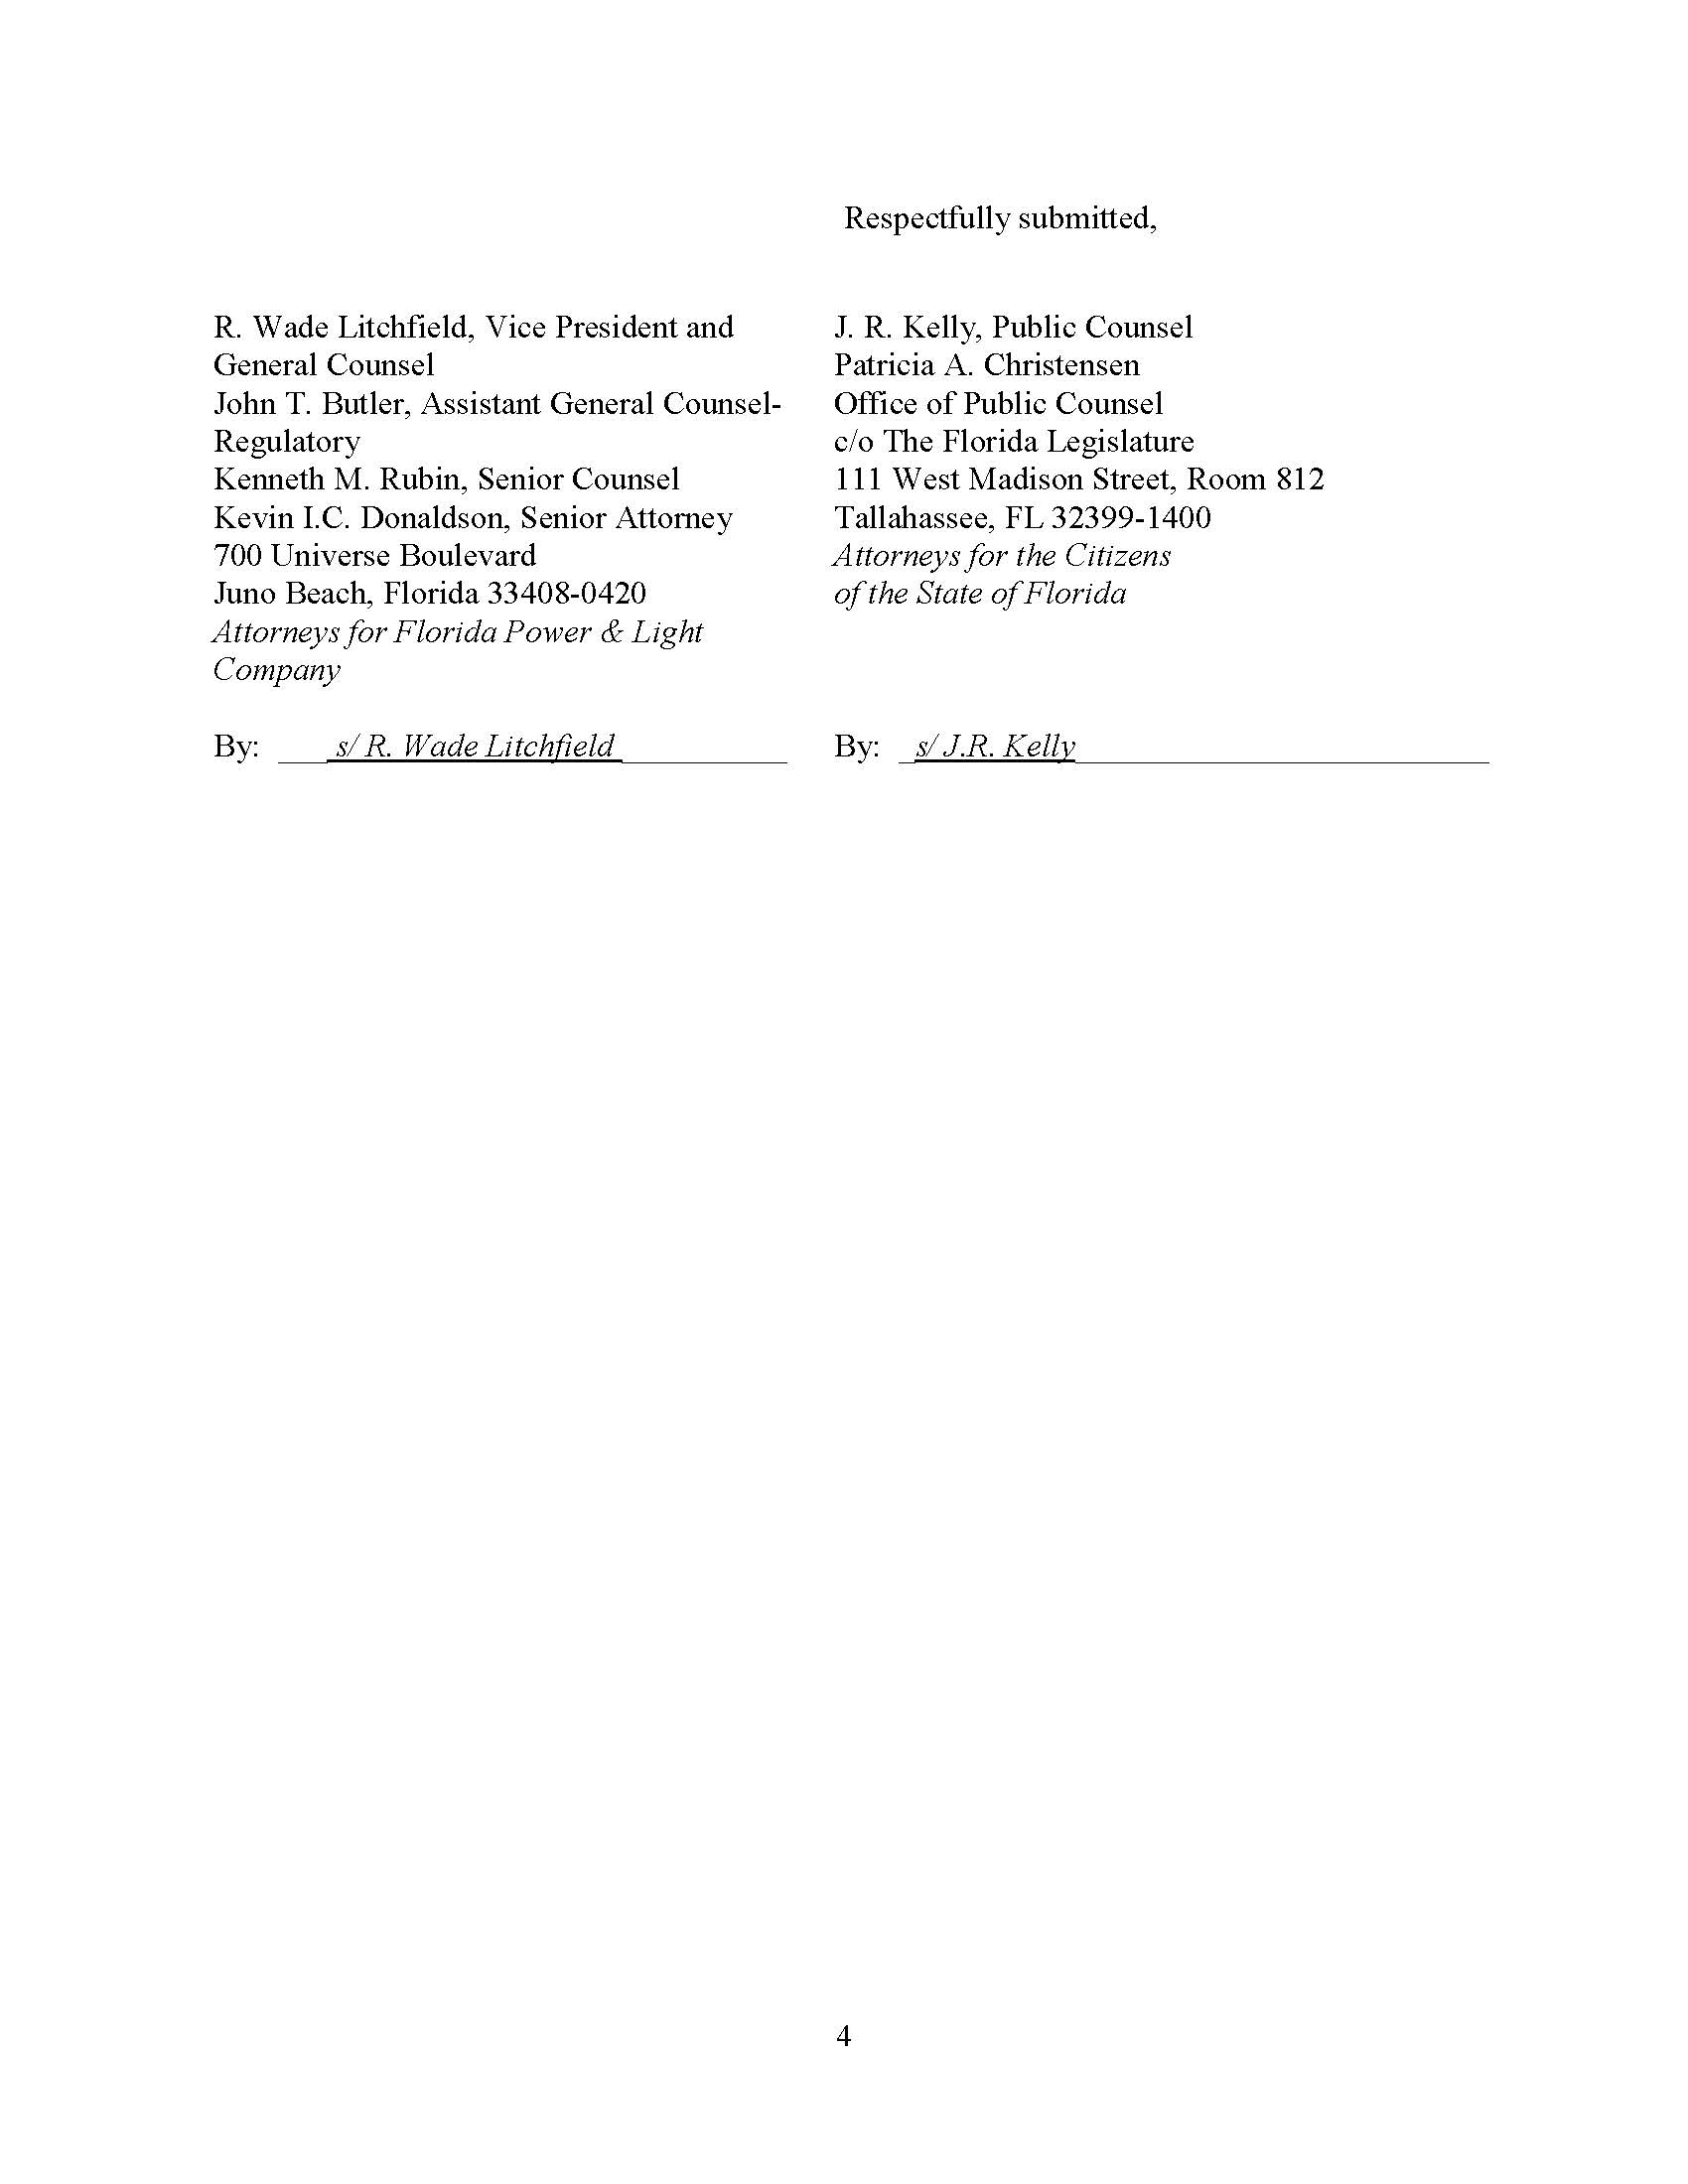 Respectfully submitted,
R. Wade Litchfield, Vice President and
General Counsel
John T. Butler, Assistant General Counsel-
Regulatory
Kenneth M. Rubin, Senior Counsel
Kevin I.C. Donaldson, Senior Attorney
700 Universe Boulevard
Juno Beach, Florida 33408-0420
Attorneys for Florida Power & Light
Company
By: s/ R. Wade Litchfield
J. R. Kelly, Public Counsel
Patricia A. Christensen
Office of Public Counsel
c/o The Florida Legislature
111 West Madison Street, Room 812
Tallahassee, FL 32399-1400
Attorneys for the Citizens
of the State of Florida
By: s/ J.R. Kelly
4